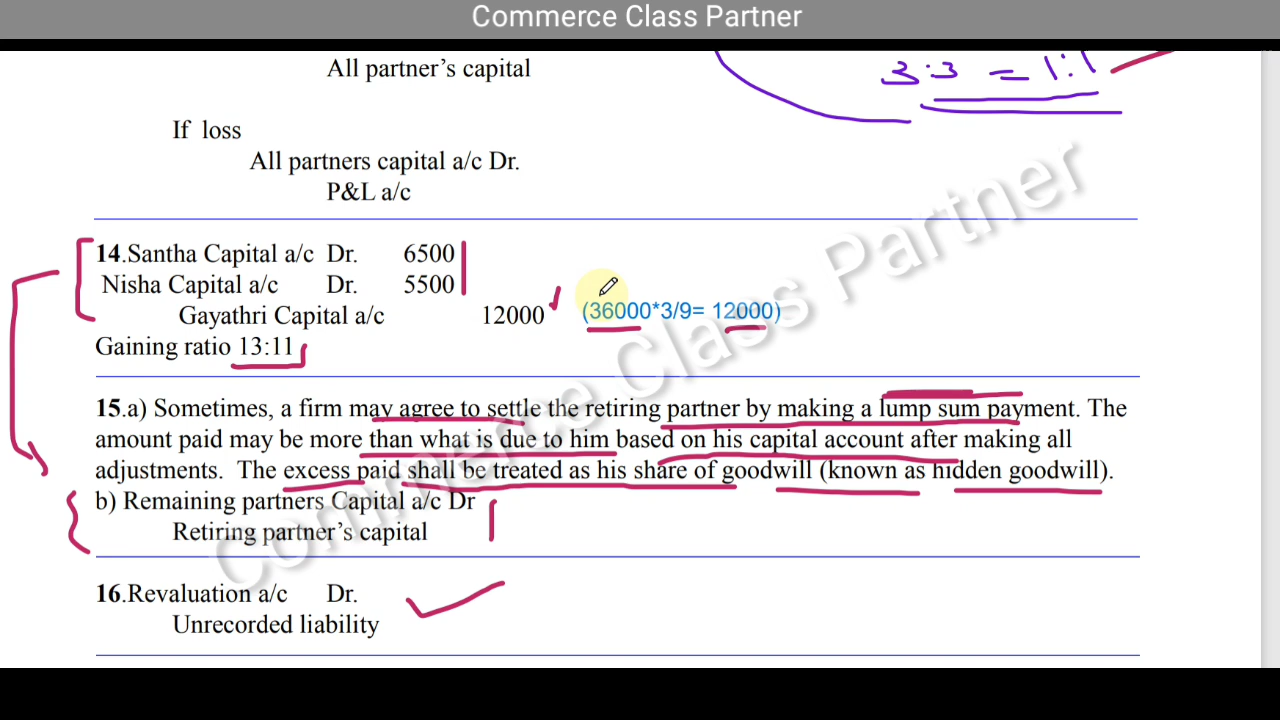 Commerce Class Partner
All partner's capital
3:3 = 1:1
If loss
All partners capital a/c Dr.
P&L a/c
14.Santha Capital a/c Dr. 6500
Nisha Capital a/c Dr. 5500
Gayathri Capital a/c 12000 (36000*3/9= 12000)
Gaining ratio 13:11
15.a) Sometimes, a firm may agree to settle the retiring partner by making a lump sum payment. The
amount paid may be more than what is due to him based on his capital account after making all
adjustments. The excess paid shall be treated as his share of goodwill (known as hidden goodwill).
b) Remaining partners Capital a/c Dr
Retiring partner's capital
16.Revaluation a/c Dr.
Unrecorded liability
Commerce Class Partner